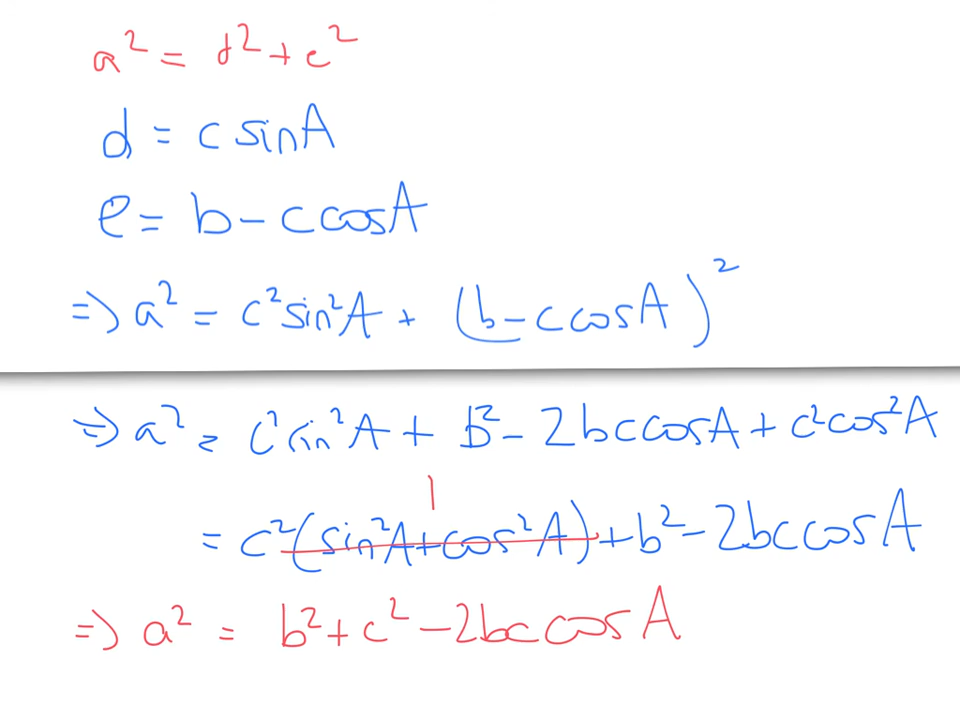 a² = d² + e²
d = c sinA
e = b - c cosA
=> a² = c²sin²A + (b - c cosA)²
=> a² = c²sin²A + b² - 2bc cosA + c²cos²A
1
= c²(sin²A + cos²A) + b² - 2bc cosA
=> a² = b² + c² - 2bc cosA